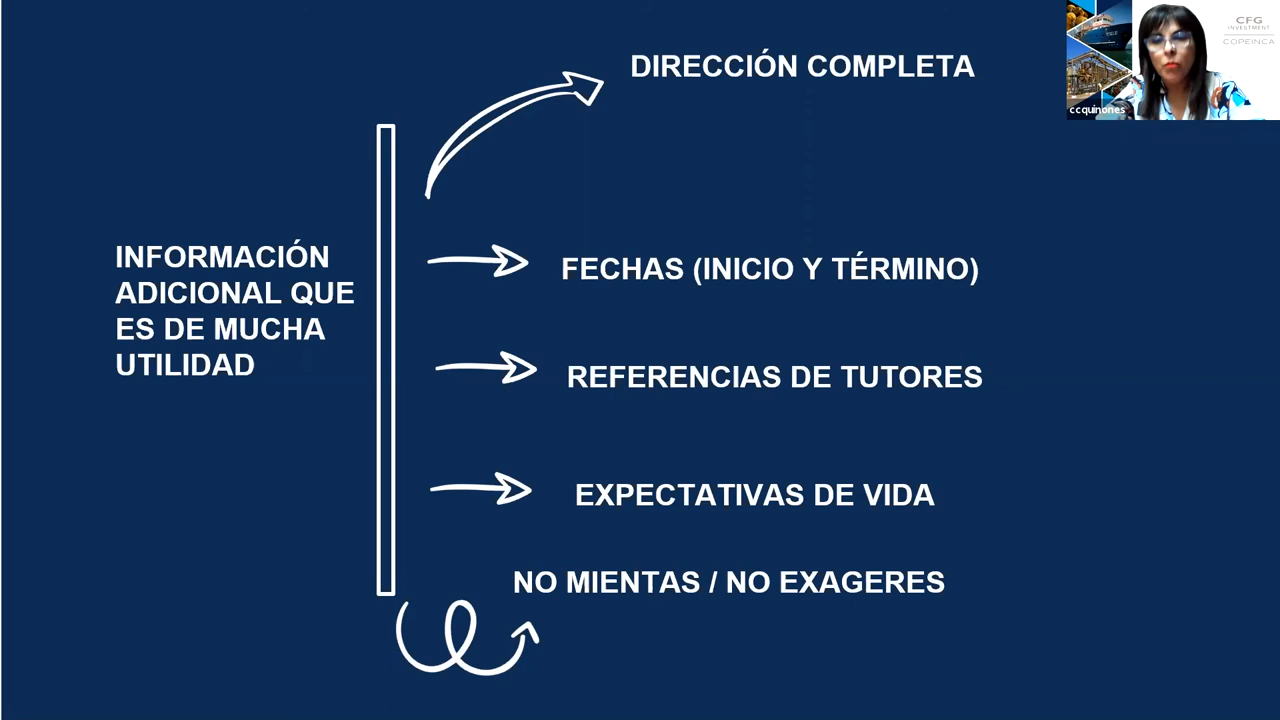 DIRECCIÓN COMPLETA
CFG
INVESTMENT
COPEINCA
ccquinones
INFORMACIÓN
ADICIONAL QUE
ES DE MUCHA
UTILIDAD
FECHAS (INICIO Y TÉRMINO)
REFERENCIAS DE TUTORES
EXPECTATIVAS DE VIDA
NO MIENTAS / NO EXAGERES